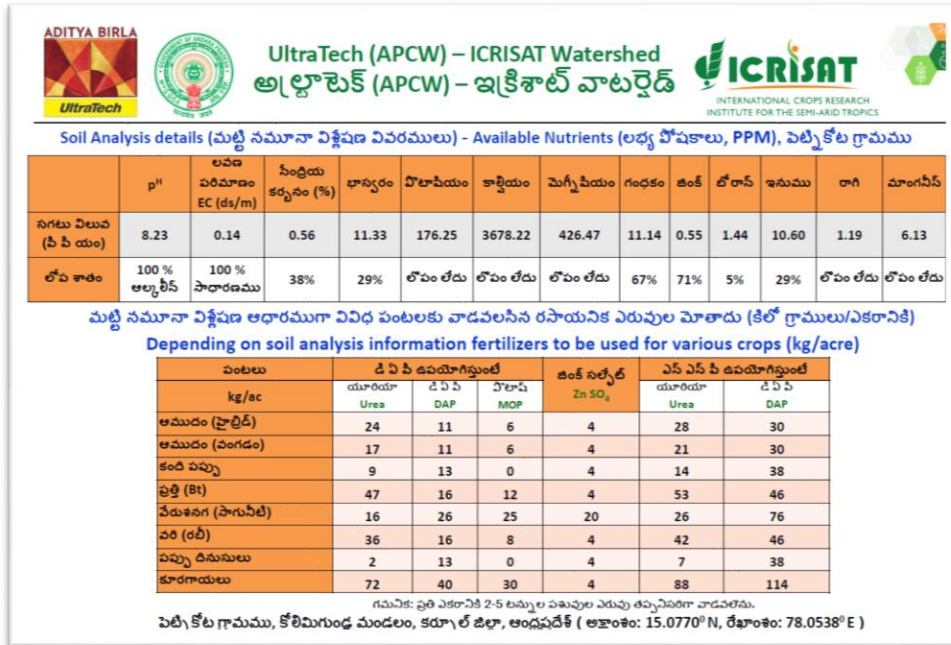 ADITYA BIRLA
UltraTech
UltraTech (APCW) – ICRISAT Watershed
అల్ట్రాటెక్ (APCW) – ఇక్రిశాట్ వాటర్షెడ్
ICRISAT
INTERNATIONAL CROPS RESEARCH
INSTITUTE FOR THE SEMI-ARID TROPICS
Soil Analysis details (మట్టి నమూనా విశ్లేషణ వివరములు) - Available Nutrients (లభ్య పోషకాలు, PPM), పెట్నికోట గ్రామము
pH లవణ పరిమాణం EC (ds/m) సేంద్రియ కర్బనం (%) భాస్వరం పొటాషియం కాల్షియం మెగ్నీషియం గంధకం జింక్ బోరాన్ ఇనుము రాగి మాంగనీస్
సగటు విలువ (పీ పీ యం) 8.23 0.14 0.56 11.33 176.25 3678.22 426.47 11.14 0.55 1.44 10.60 1.19 6.13
లోప శాతం 100 % ఆల్కలీన్ 100 % సాధారణము 38% 29% లోపం లేదు లోపం లేదు లోపం లేదు 67% 71% 5% 29% లోపం లేదు లోపం లేదు
మట్టి నమూనా విశ్లేషణ ఆధారముగా వివిధ పంటలకు వాడవలసిన రసాయనిక ఎరువుల మోతాదు (కిలో గ్రాములు/ఎకరానికి)
Depending on soil analysis information fertilizers to be used for various crops (kg/acre)
పంటలు డి ఏ పి ఉపయోగిస్తుంటే జింక్ సల్ఫేట్ ఎస్ ఎస్ పి ఉపయోగిస్తుంటే
kg/ac యూరియా డి ఏ పి పొటాష్ Zn SO4 యూరియా డి ఏ పి
Urea DAP MOP Urea DAP
ఆముదం (హైబ్రిడ్) 24 11 6 4 28 30
ఆముదం (వంగడం) 17 11 6 4 21 30
కంది పప్పు 9 13 0 4 14 38
ప్రత్తి (Bt) 47 16 12 4 53 46
వేరుశనగ (సాగునీటి) 16 26 25 20 26 76
వరి (రబీ) 36 16 8 4 42 46
పప్పు దినుసులు 2 13 0 4 7 38
కూరగాయలు 72 40 30 4 88 114
గమనిక: ప్రతి ఎకరానికి 2-5 టన్నుల పశువుల ఎరువు తప్పనిసరిగా వాడవలెను.
పెట్నికోట గ్రామము, కోలిమిగుండ్ల మండలం, కర్నూల్ జిల్లా, ఆంధ్రప్రదేశ్ ( అక్షాంశం: 15.0770⁰ N, రేఖాంశం: 78.0538⁰ E )